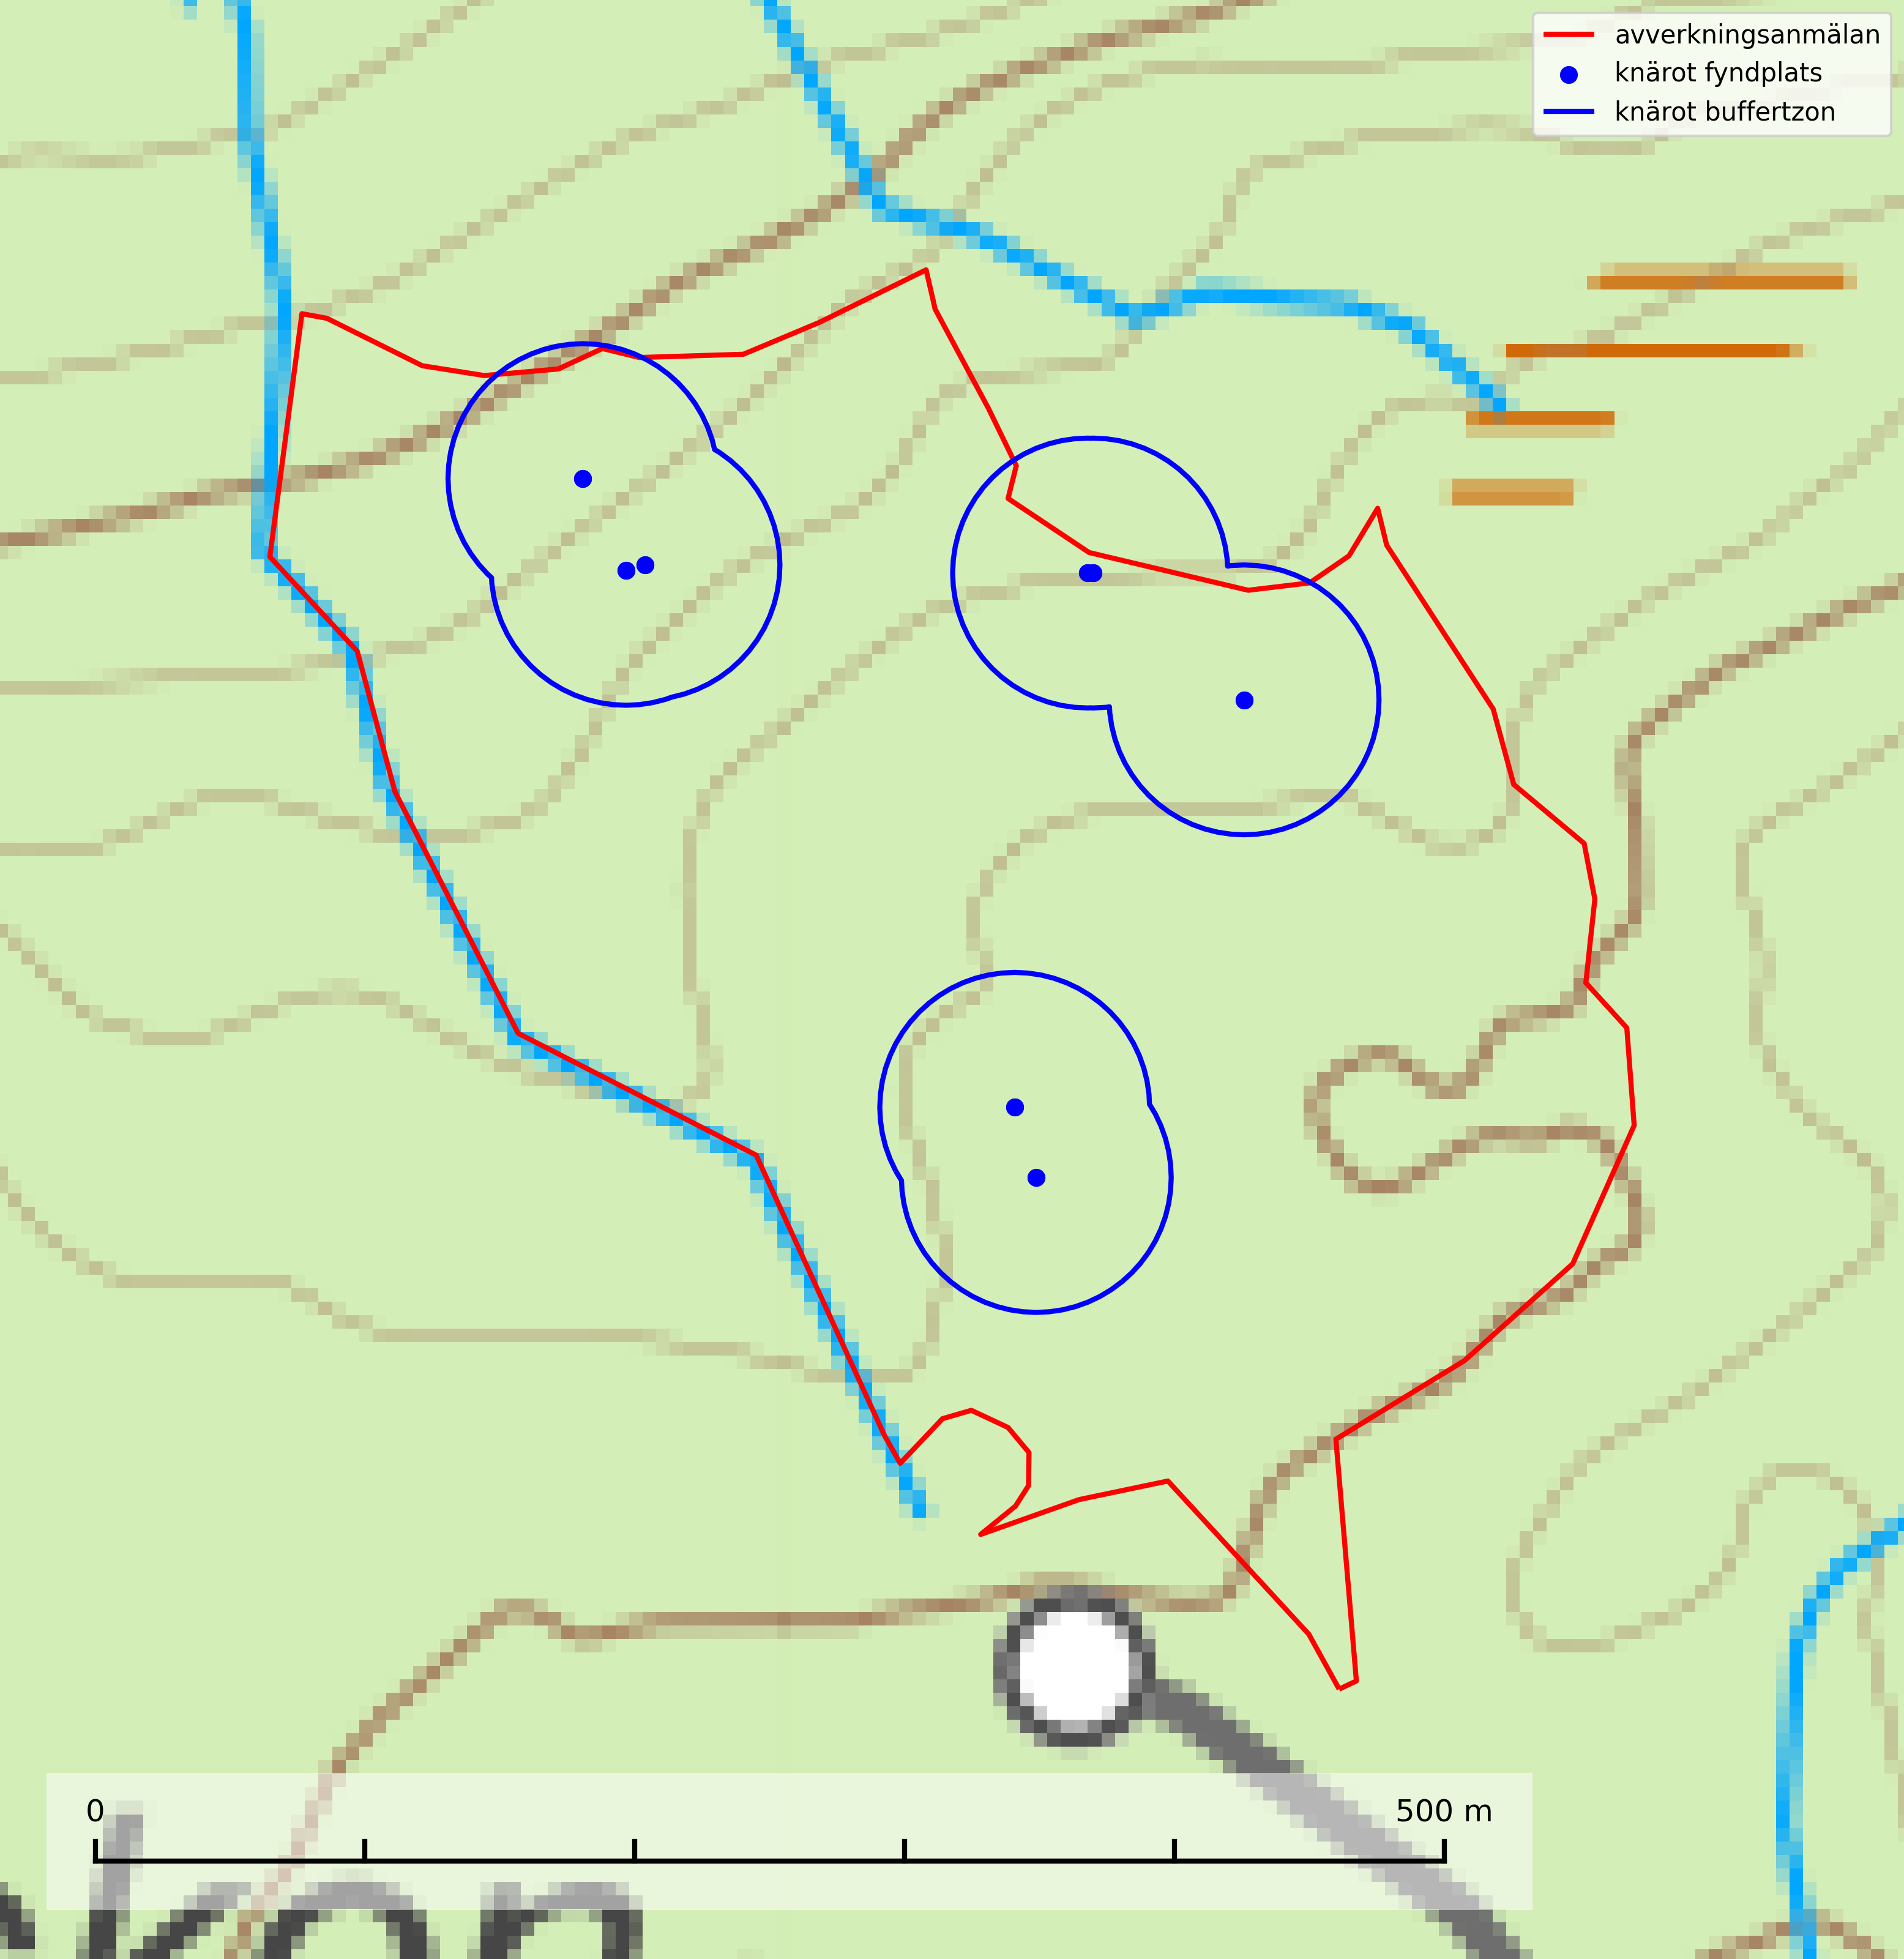 avverkningsanmälan
knärot fyndplats
knärot buffertzon
0 500 m